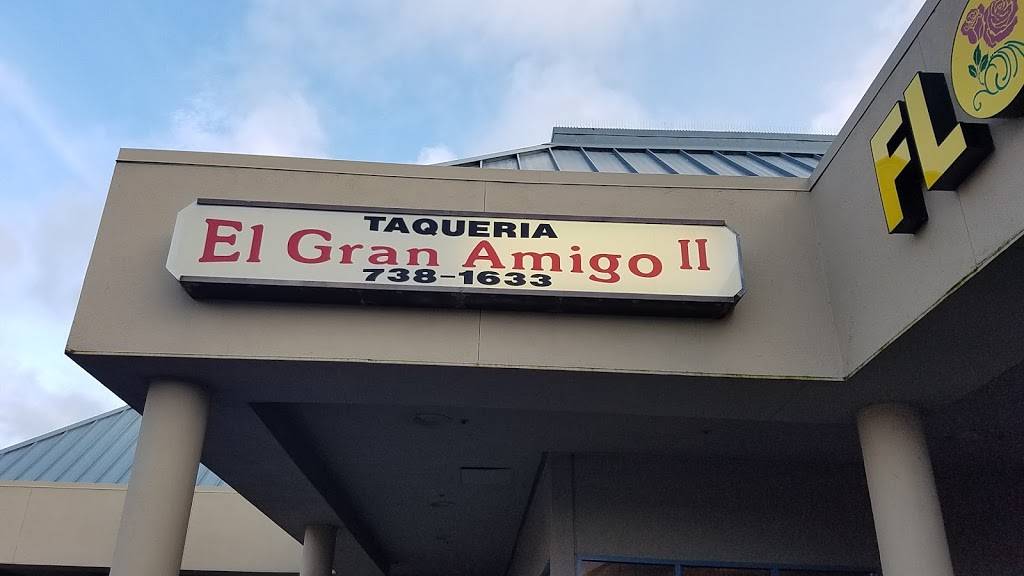 TAQUERIA
El Gran Amigo II
738-1633
FL